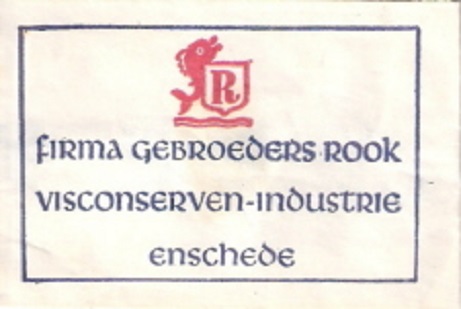 R
FIRMA GEBROEDERS ROOK
VISCONSERVEN-INDUSTRIE
ENSCHEDE